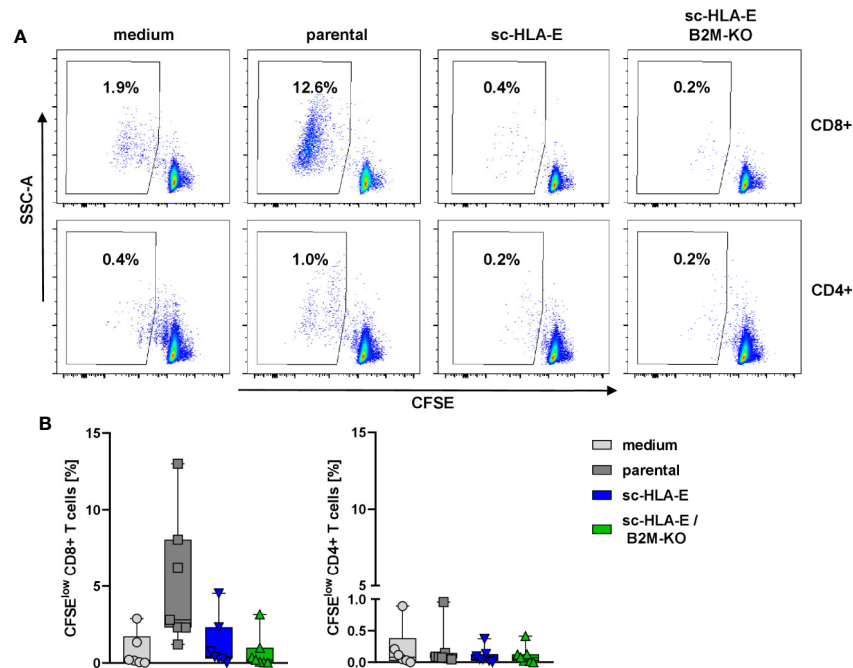 A
medium
parental
sc-HLA-E
sc-HLA-E
B2M-KO
1.9%
12.6%
0.4%
0.2%
CD8+
SSC-A
0.4%
1.0%
0.2%
0.2%
CD4+
CFSE
B
CFSElow CD8+ T cells [%]
15
10
5
0
CFSElow CD4+ T cells [%]
15
10
5
1.0
0.5
0.0
medium
parental
sc-HLA-E
sc-HLA-E /
B2M-KO